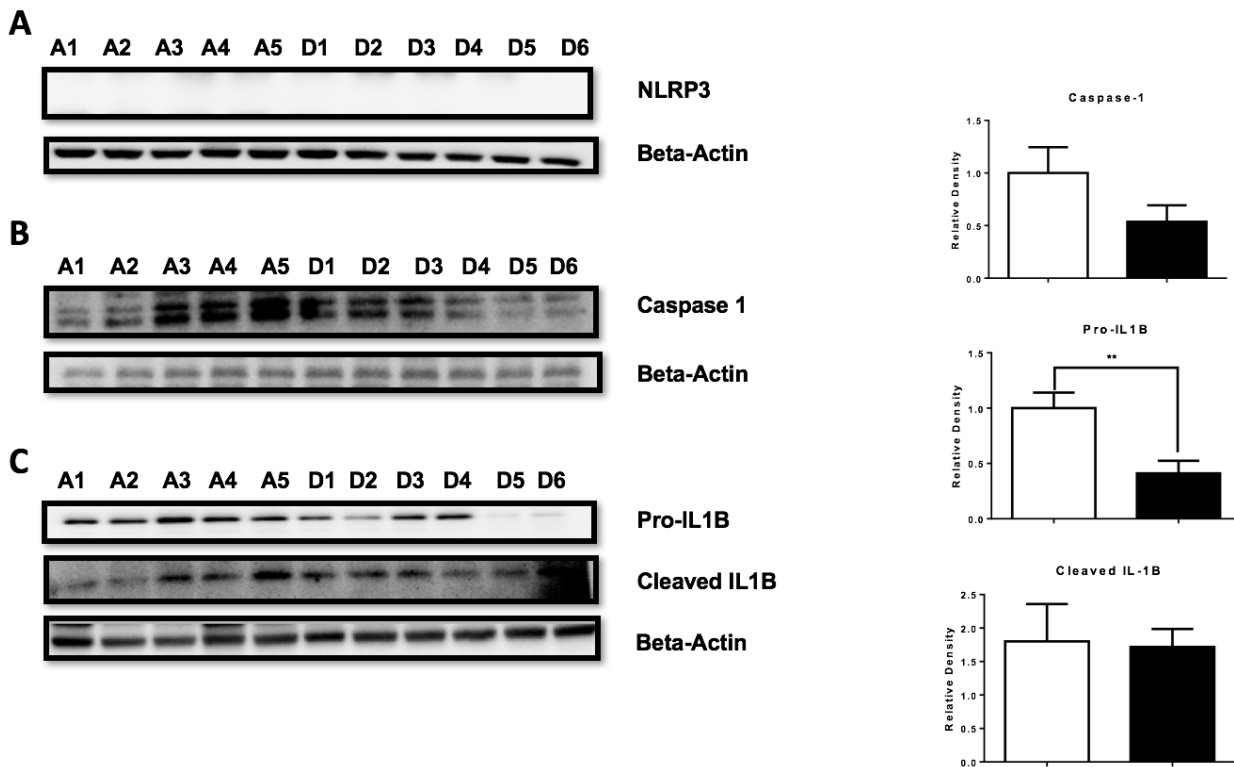 A
A1 A2 A3 A4 A5 D1 D2 D3 D4 D5 D6
NLRP3
Beta-Actin
B
A1 A2 A3 A4 A5 D1 D2 D3 D4 D5 D6
Caspase 1
Beta-Actin
C
A1 A2 A3 A4 A5 D1 D2 D3 D4 D5 D6
Pro-IL1B
Cleaved IL1B
Beta-Actin
Caspase-1
Relative Density
1.5
1.0
0.5
0.0
Pro-IL1B
**
Relative Density
1.5
1.0
0.5
0.0
Cleaved IL-1B
Relative Density
2.5
2.0
1.5
1.0
0.5
0.0